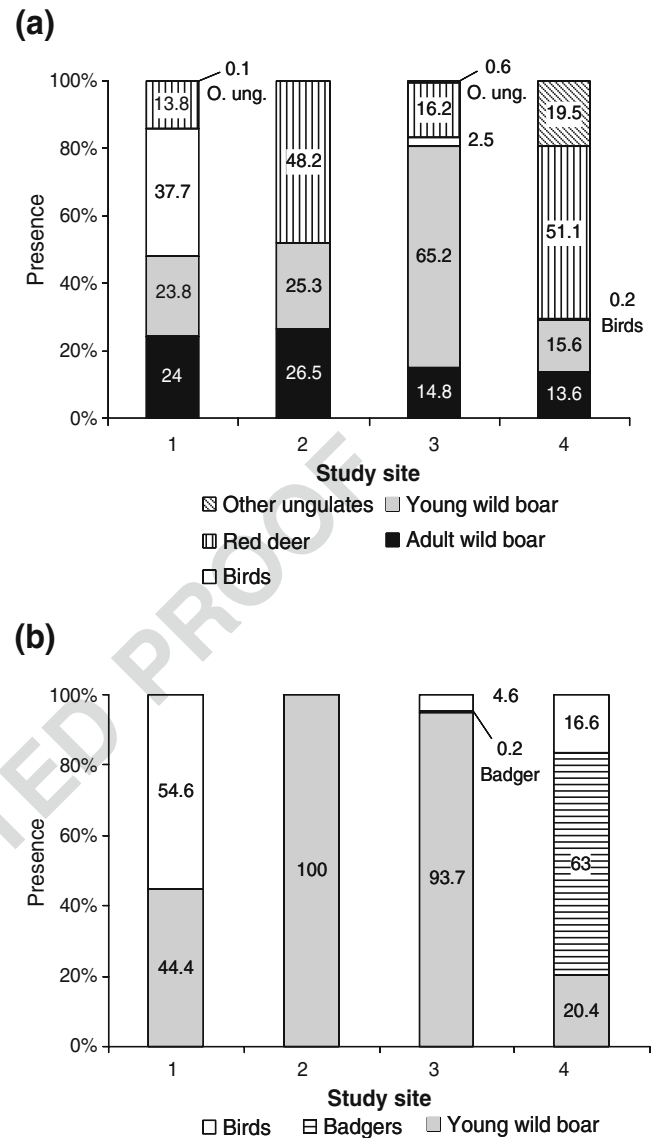 (a)
0.1
O. ung.
0.6
O. ung.
100%
80%
60%
40%
20%
0%
Presence
13.8
37.7
23.8
24
48.2
25.3
26.5
16.2
2.5
65.2
14.8
19.5
51.1
0.2
Birds
15.6
13.6
1 2 3 4
Study site
Other ungulates Young wild boar
Red deer Adult wild boar
Birds
TED PROOF
(b)
100%
80%
60%
40%
20%
0%
Presence
54.6
44.4
100
4.6
0.2
Badger
93.7
16.6
63
20.4
1 2 3 4
Study site
Birds Badgers Young wild boar